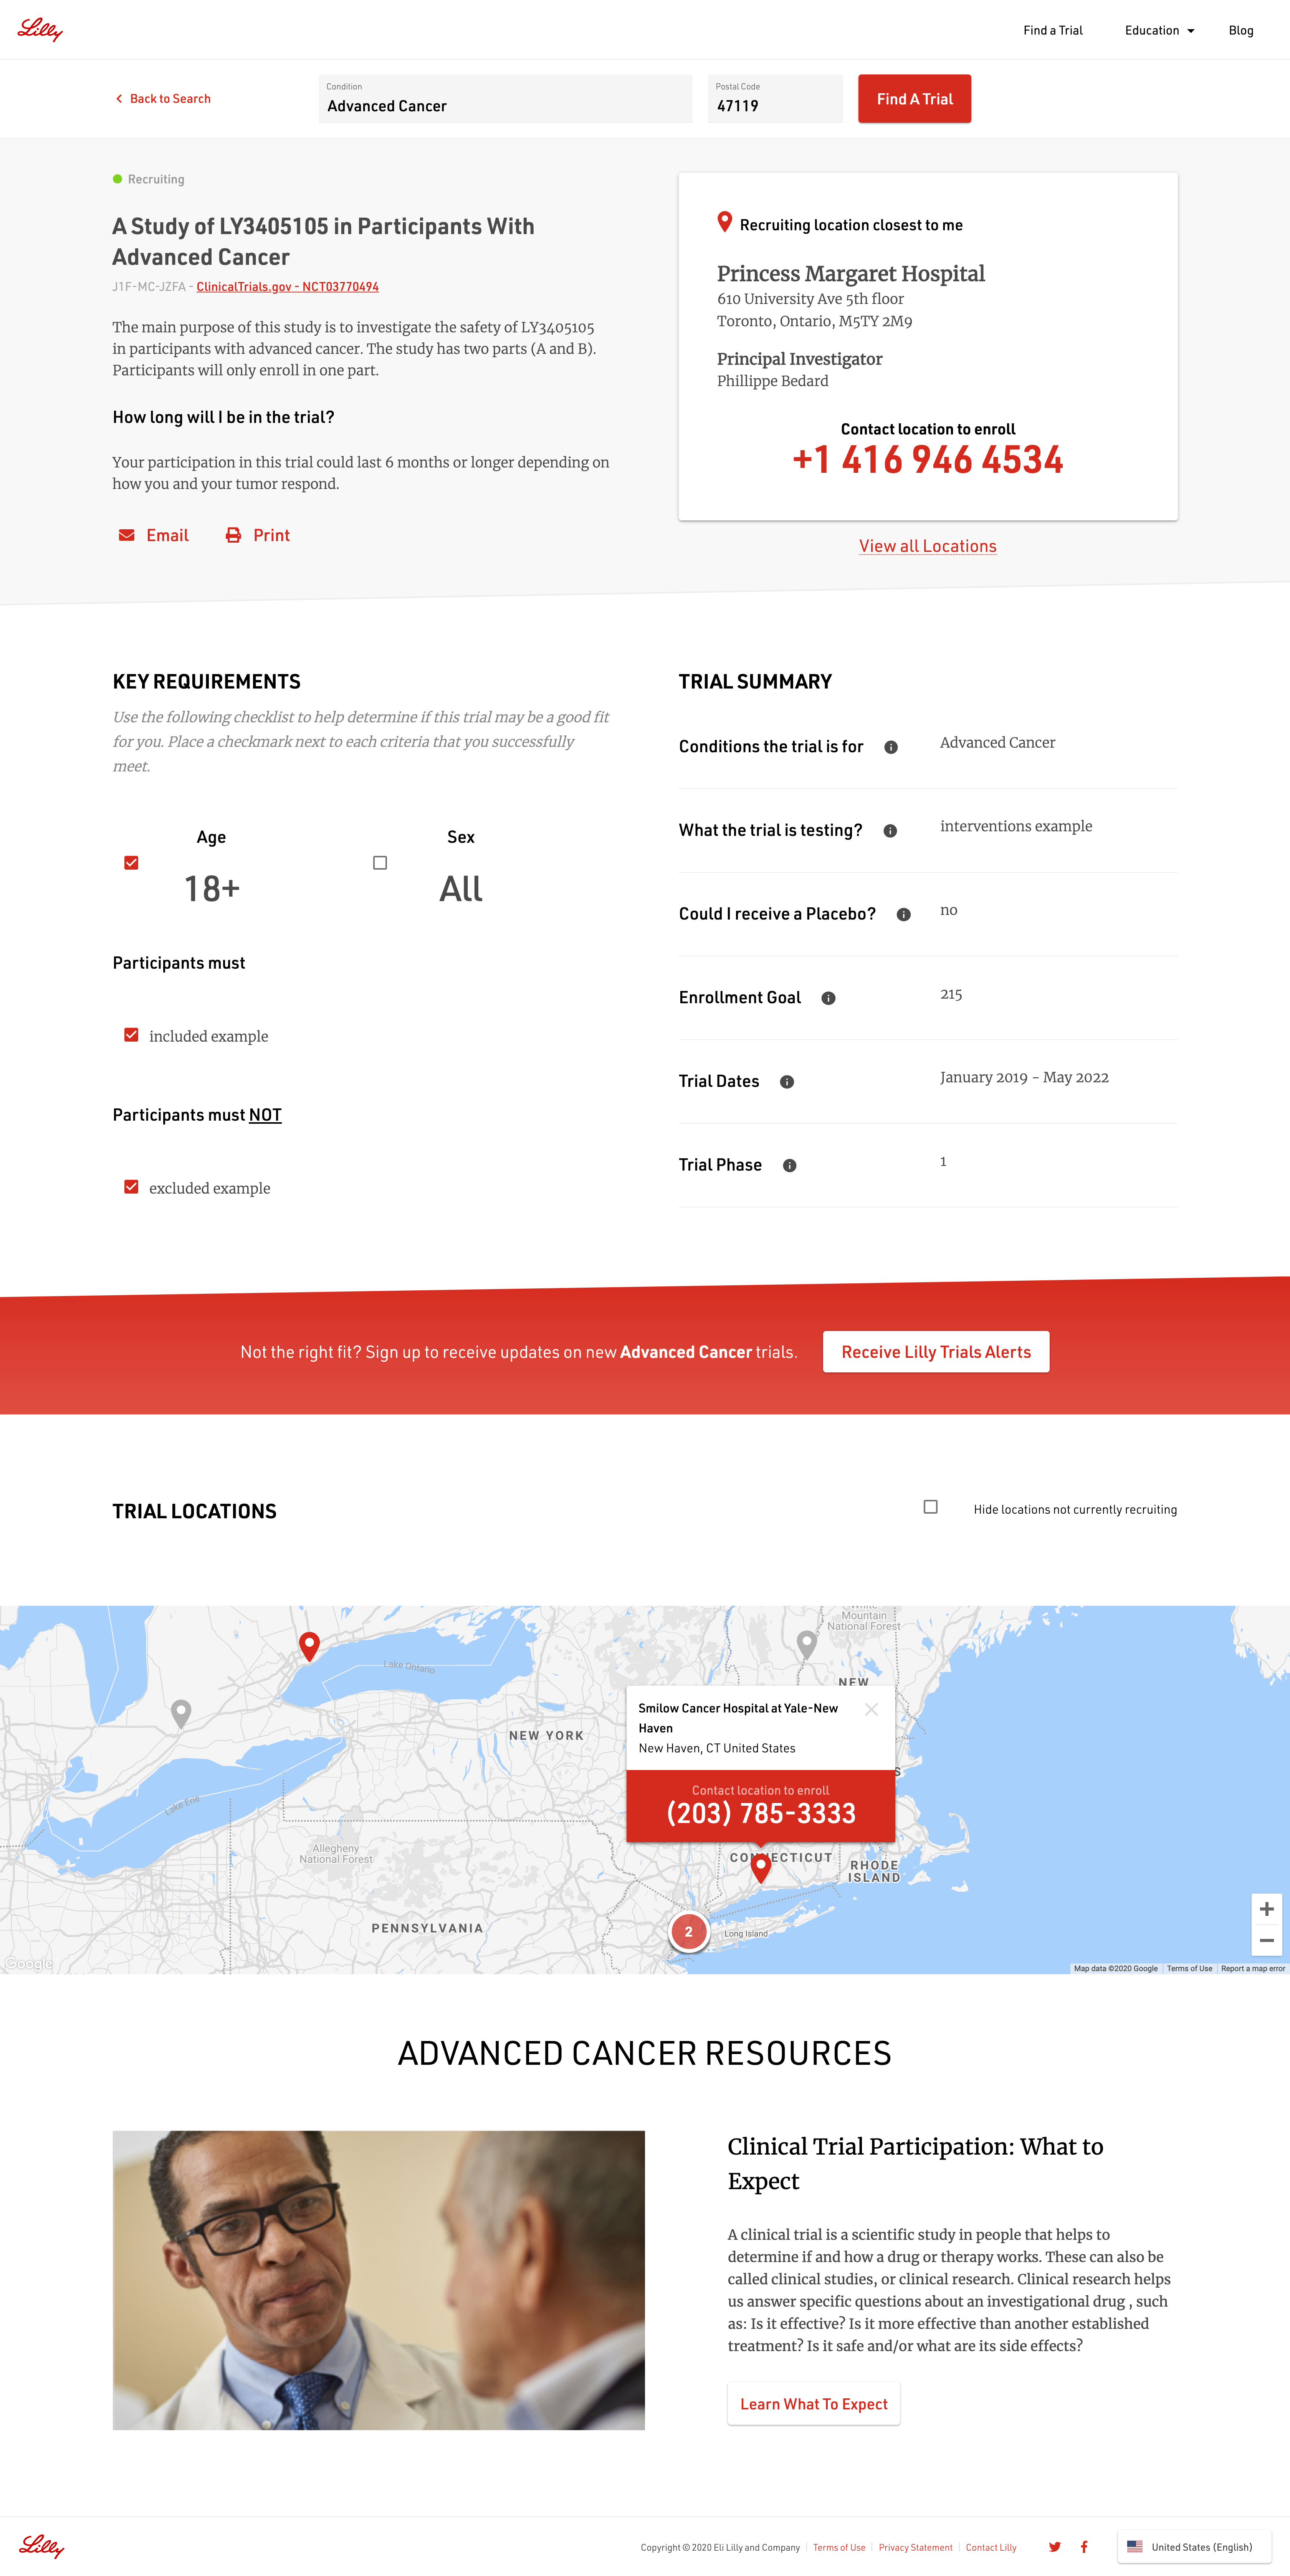 Lilly
Find a Trial
Education
Blog
Back to Search
Condition
Advanced Cancer
Postal Code
47119
Find A Trial
Recruiting
A Study of LY3405105 in Participants With
Advanced Cancer
J1F-MC-JZFA - ClinicalTrials.gov - NCT03770494
The main purpose of this study is to investigate the safety of LY3405105
in participants with advanced cancer. The study has two parts (A and B).
Participants will only enroll in one part.
How long will I be in the trial?
Your participation in this trial could last 6 months or longer depending on
how you and your tumor respond.
Email
Print
Recruiting location closest to me
Princess Margaret Hospital
610 University Ave 5th floor
Toronto, Ontario, M5TY 2M9
Principal Investigator
Phillippe Bedard
Contact location to enroll
+1 416 946 4534
View all Locations
KEY REQUIREMENTS
Use the following checklist to help determine if this trial may be a good fit
for you. Place a checkmark next to each criteria that you successfully
meet.
Age
18+
Sex
All
Participants must
included example
Participants must NOT
excluded example
TRIAL SUMMARY
Conditions the trial is for
Advanced Cancer
What the trial is testing?
interventions example
Could I receive a Placebo?
no
Enrollment Goal
215
Trial Dates
January 2019 - May 2022
Trial Phase
1
Not the right fit? Sign up to receive updates on new Advanced Cancer trials.
Receive Lilly Trials Alerts
TRIAL LOCATIONS
Hide locations not currently recruiting
White
Mountain
National Forest
Lake Ontario
NEW
NEW YORK
Smilow Cancer Hospital at Yale-New
Haven
New Haven, CT United States
S
Contact location to enroll
(203) 785-3333
Lake Erie
Allegheny
National Forest
CONNECTICUT
RHODE
ISLAND
PENNSYLVANIA
2
Long Island
Google
Map data ©2020 Google
Terms of Use
Report a map error
ADVANCED CANCER RESOURCES
Clinical Trial Participation: What to
Expect
A clinical trial is a scientific study in people that helps to
determine if and how a drug or therapy works. These can also be
called clinical studies, or clinical research. Clinical research helps
us answer specific questions about an investigational drug , such
as: Is it effective? Is it more effective than another established
treatment? Is it safe and/or what are its side effects?
Learn What To Expect
Lilly
Copyright © 2020 Eli Lilly and Company
Terms of Use
Privacy Statement
Contact Lilly
United States (English)